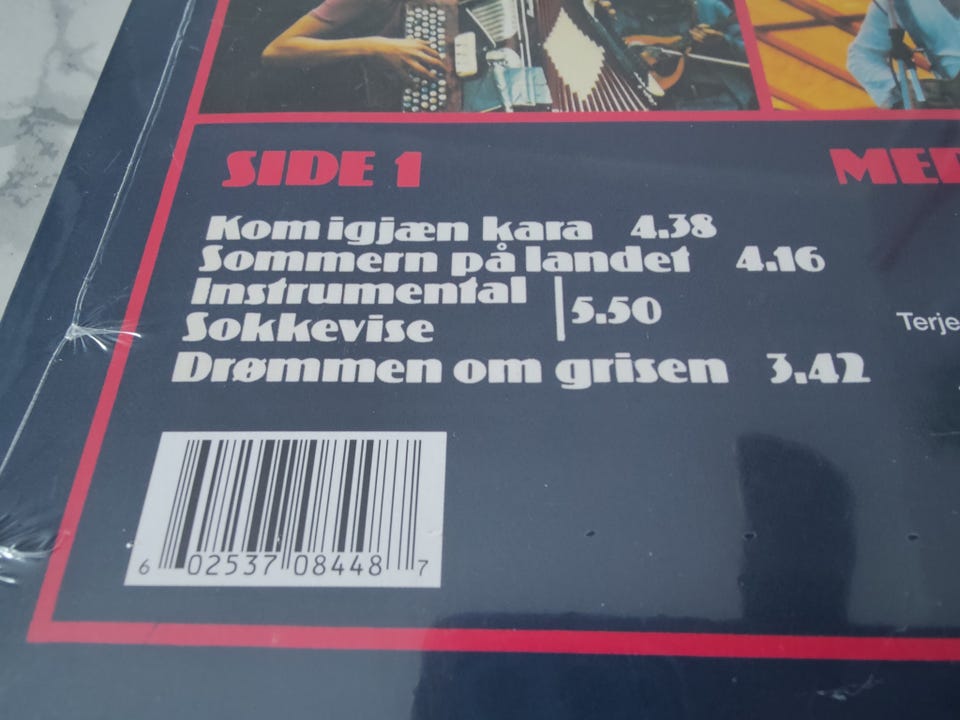 SIDE 1
Kom igjæn kara 4.38
Sommern på landet 4.16
Instrumental
Sokkevise 5.50
Drømmen om grisen 3.42
Terje
6 02537 08448 7